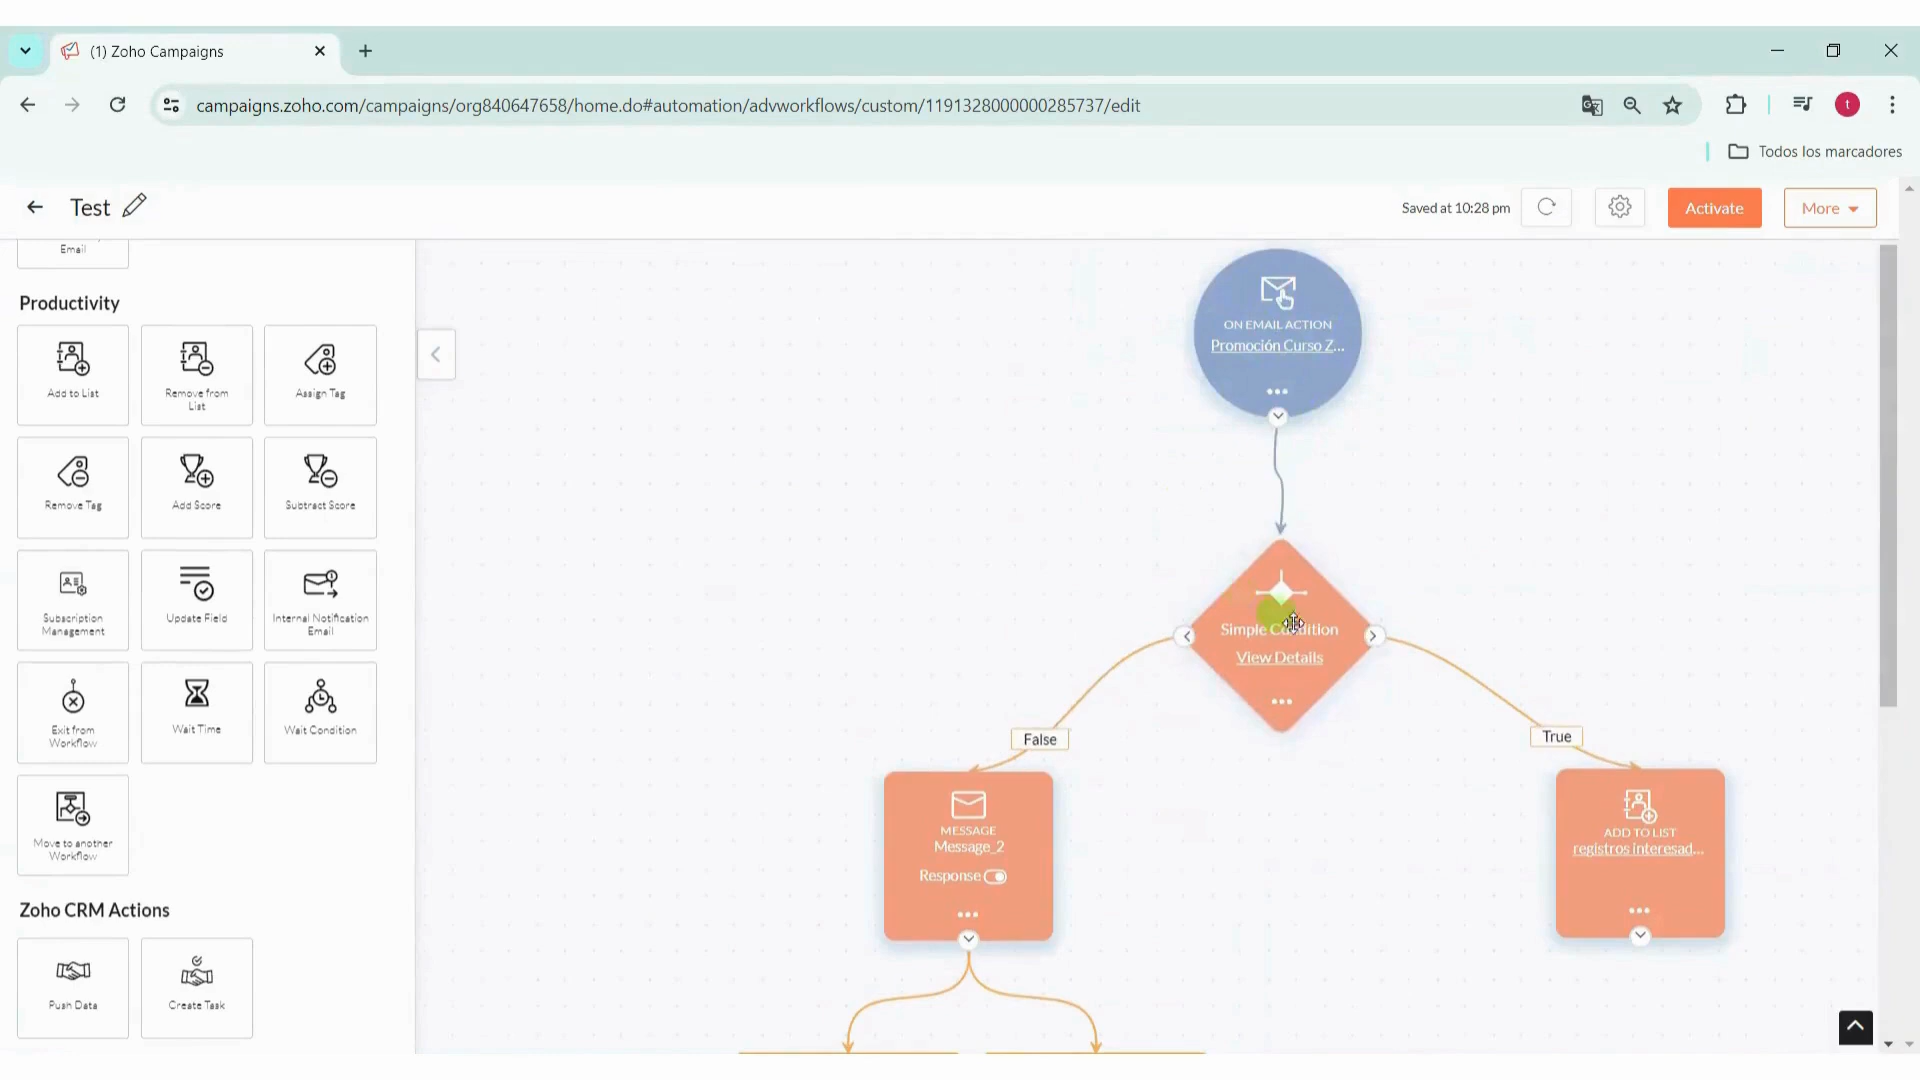 (1) Zoho Campaigns
campaigns.zoho.com/campaigns/org840647658/home.do#automation/advworkflows/custom/1191328000000285737/edit
t
Todos los marcadores
Test
Saved at 10:28 pm
Activate
More
Email
Productivity
Add to List
Remove from
List
Assign Tag
Remove Tag
Add Score
Subtract Score
Subscription
Management
Update Field
Internal Notification
Email
Exit from
Workflow
Wait Time
Wait Condition
Move to another
Workflow
Zoho CRM Actions
Push Data
Create Task
ON EMAIL ACTION
Promoción Curso Z...
Simple Condition
View Details
False
True
MESSAGE
Message_2
Response
ADD TO LIST
registros interesad...